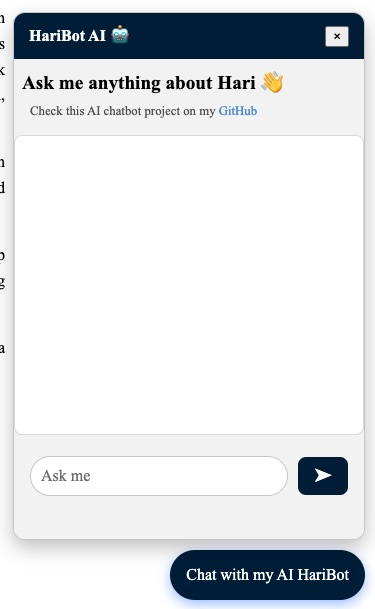 HariBot AI 🤖
×
Ask me anything about Hari 👋
Check this AI chatbot project on my GitHub
Ask me
Chat with my AI HariBot